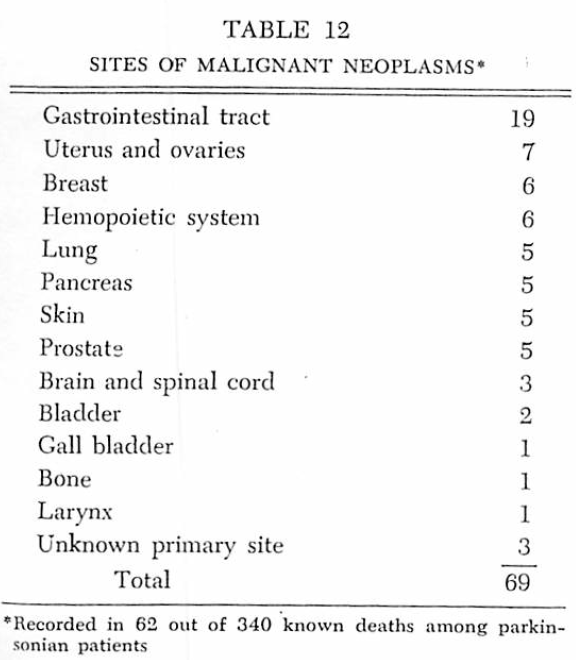 TABLE 12
SITES OF MALIGNANT NEOPLASMS*
Gastrointestinal tract 19
Uterus and ovaries 7
Breast 6
Hemopoietic system 6
Lung 5
Pancreas 5
Skin 5
Prostate 5
Brain and spinal cord 3
Bladder 2
Gall bladder 1
Bone 1
Larynx 1
Unknown primary site 3
Total 69
*Recorded in 62 out of 340 known deaths among parkin-
sonian patients